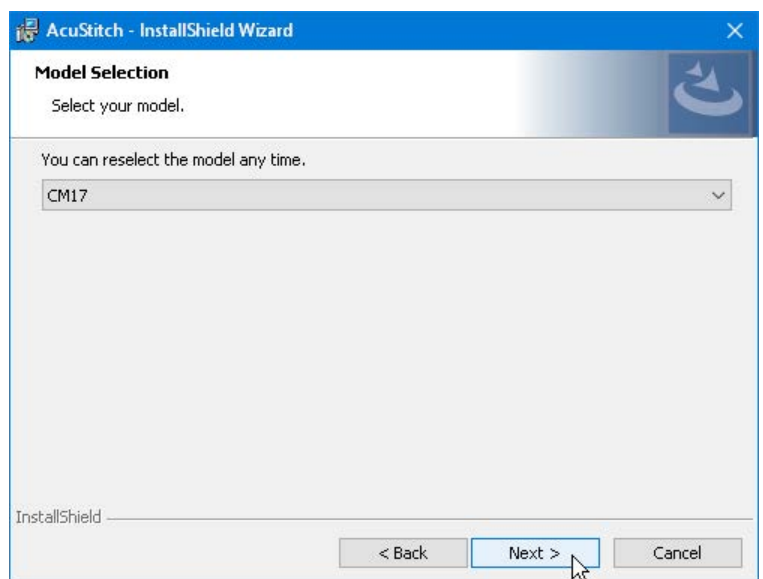 AcuStitch - InstallShield Wizard
Model Selection
Select your model.
You can reselect the model any time.
CM17
InstallShield
< Back Next > Cancel